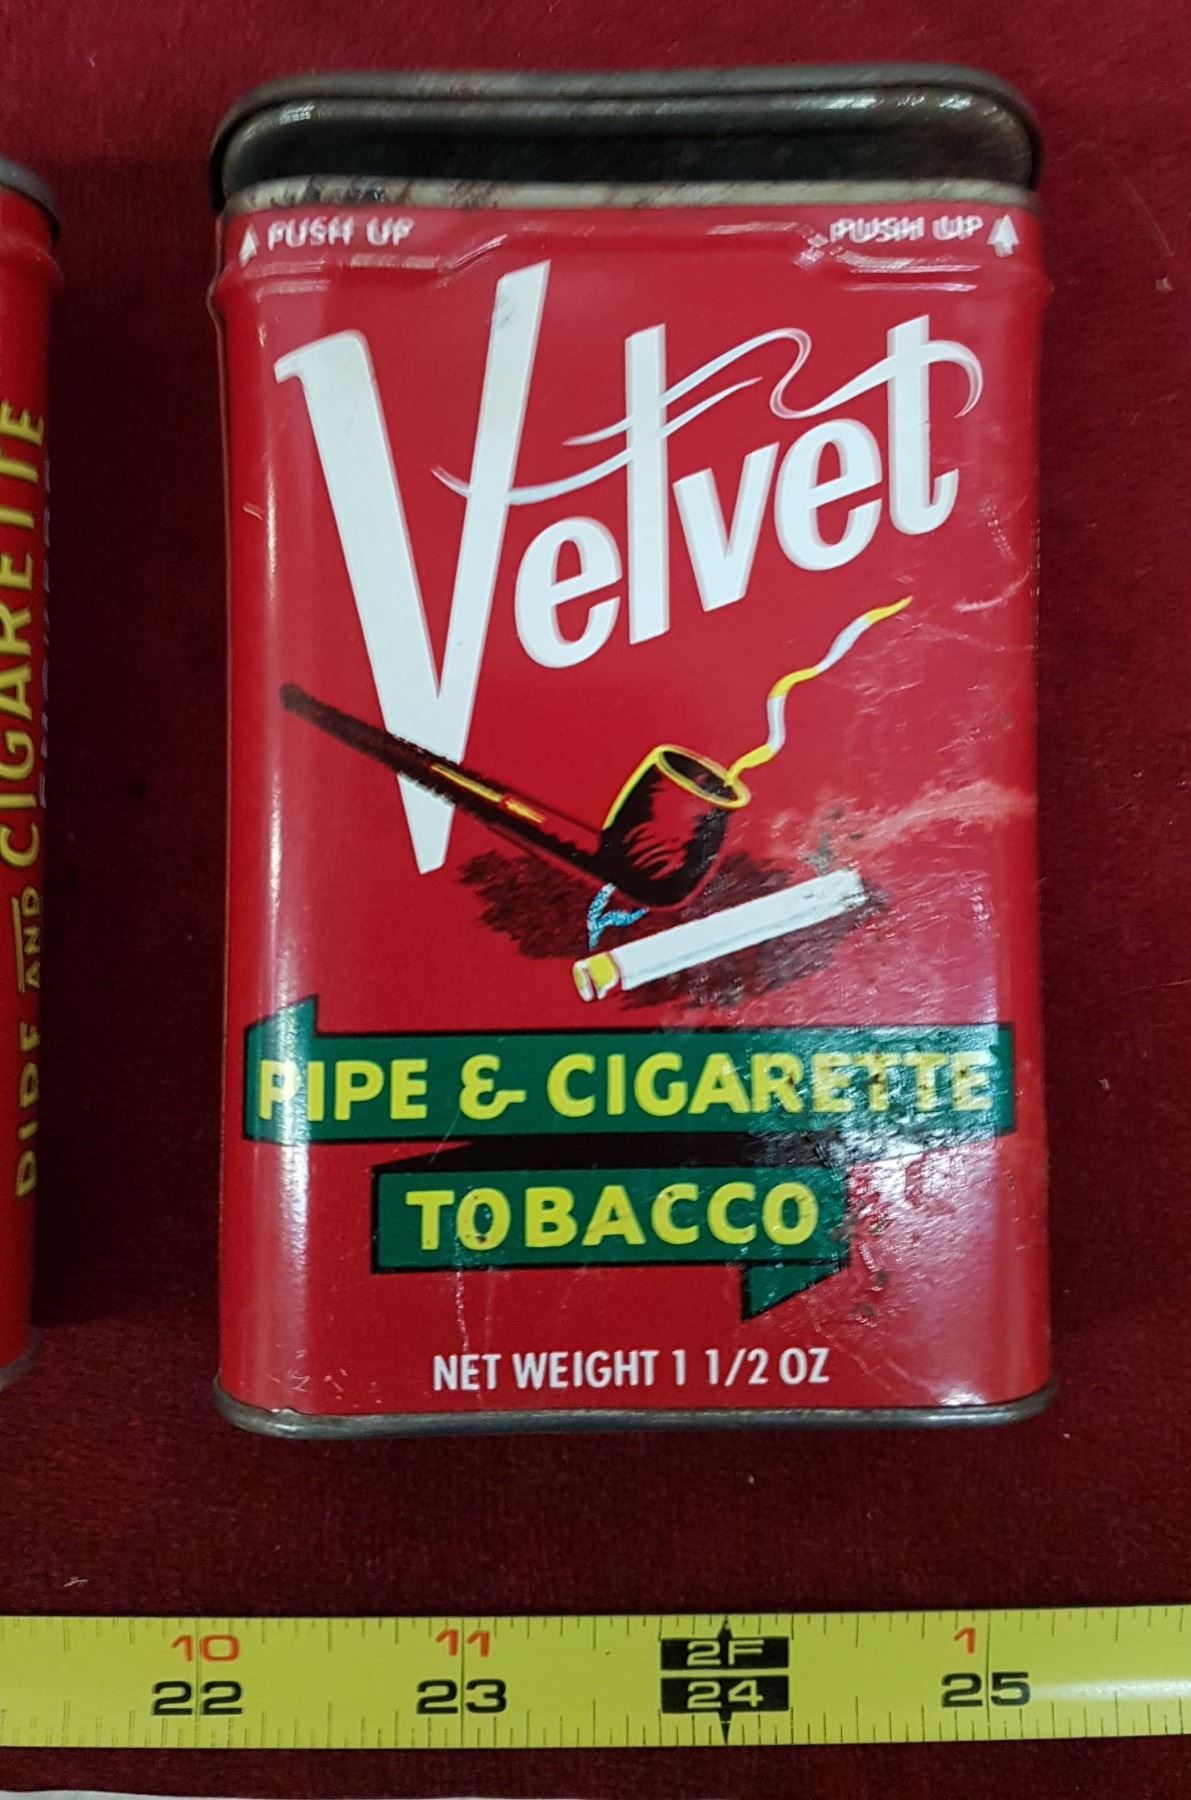 PUSH UP
PUSH UP
Velvet
PIPE & CIGARETTE
TOBACCO
NET WEIGHT 1 1/2 OZ
PIPE AND CIGARETTE
10 11 2F 1
22 23 24 25